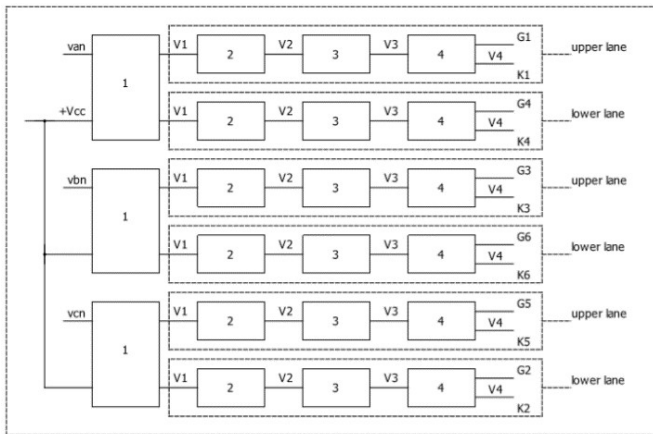 van 1 V1 2 V2 3 V3 4 G1 V4 K1 upper lane
+Vcc V1 2 V2 3 V3 4 G4 V4 K4 lower lane
vbn 1 V1 2 V2 3 V3 4 G3 V4 K3 upper lane
V1 2 V2 3 V3 4 G6 V4 K6 lower lane
vcn 1 V1 2 V2 3 V3 4 G5 V4 K5 upper lane
V1 2 V2 3 V3 4 G2 V4 K2 lower lane